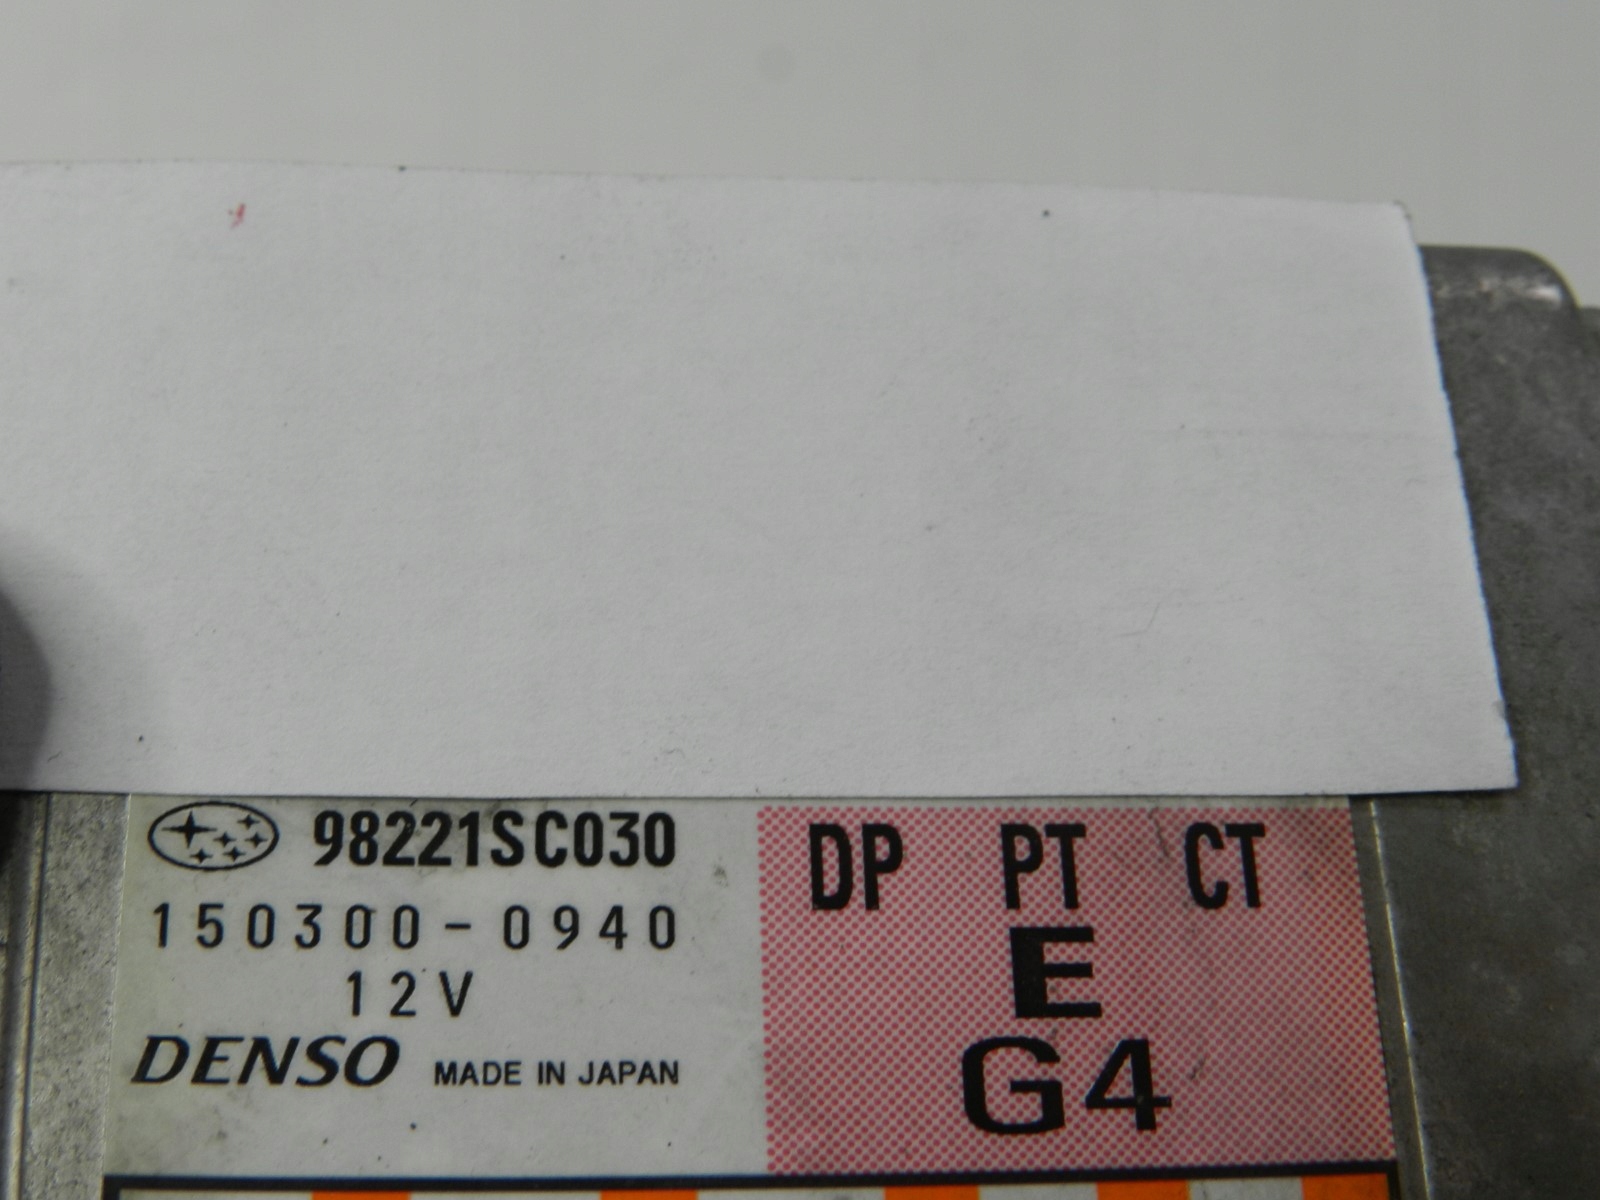 98221SC030
150300-0940
12V
DENSO MADE IN JAPAN
DP PT CT
E
G4